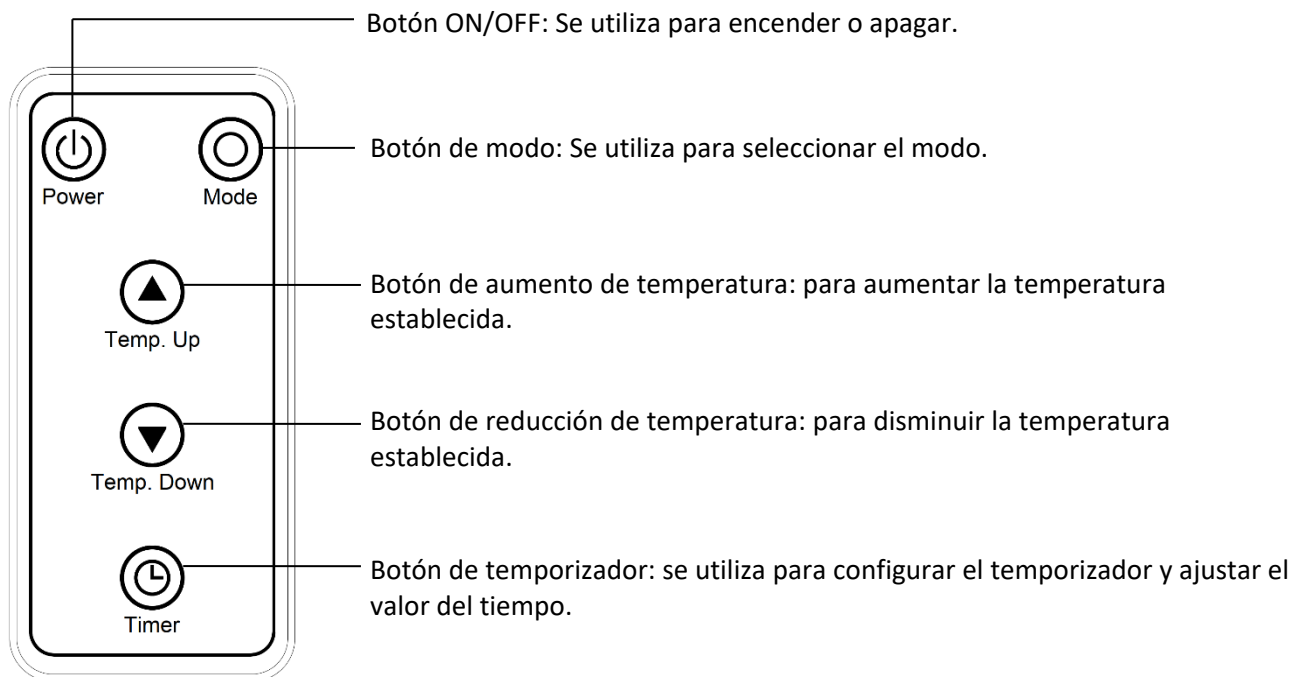 Botón ON/OFF: Se utiliza para encender o apagar.
Power
Mode
Botón de modo: Se utiliza para seleccionar el modo.
Botón de aumento de temperatura: para aumentar la temperatura
establecida.
Temp. Up
Botón de reducción de temperatura: para disminuir la temperatura
establecida.
Temp. Down
Botón de temporizador: se utiliza para configurar el temporizador y ajustar el
valor del tiempo.
Timer